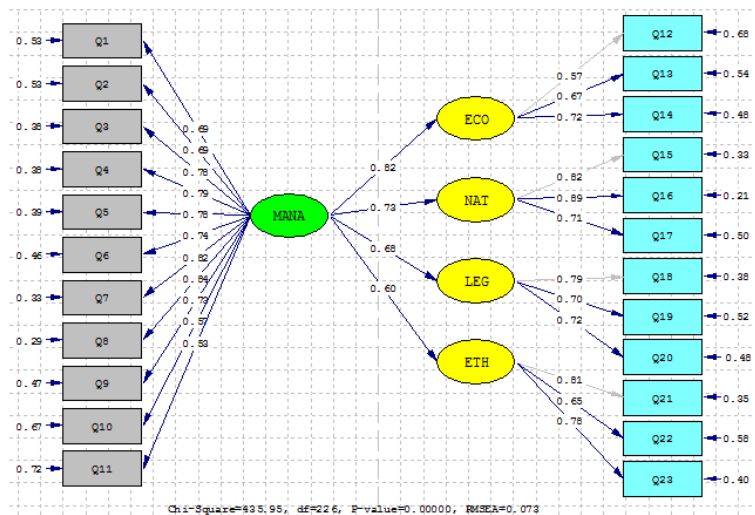 0.53 Q1
0.53 Q2
0.38 Q3
0.38 Q4
0.39 Q5
0.46 Q6
0.33 Q7
0.29 Q8
0.47 Q9
0.67 Q10
0.72 Q11
0.69
0.69
0.78
0.79
0.78
0.74
0.82
0.84
0.73
0.57
0.53
MANA
0.82
0.73
0.68
0.60
ECO
NAT
LEG
ETH
0.57
0.67
0.72
0.82
0.89
0.71
0.79
0.70
0.72
0.81
0.65
0.78
Q12 0.68
Q13 0.54
Q14 0.48
Q15 0.33
Q16 0.21
Q17 0.50
Q18 0.38
Q19 0.52
Q20 0.48
Q21 0.35
Q22 0.58
Q23 0.40
Chi-Square=435.95, df=226, P-value=0.00000, RMSEA=0.073